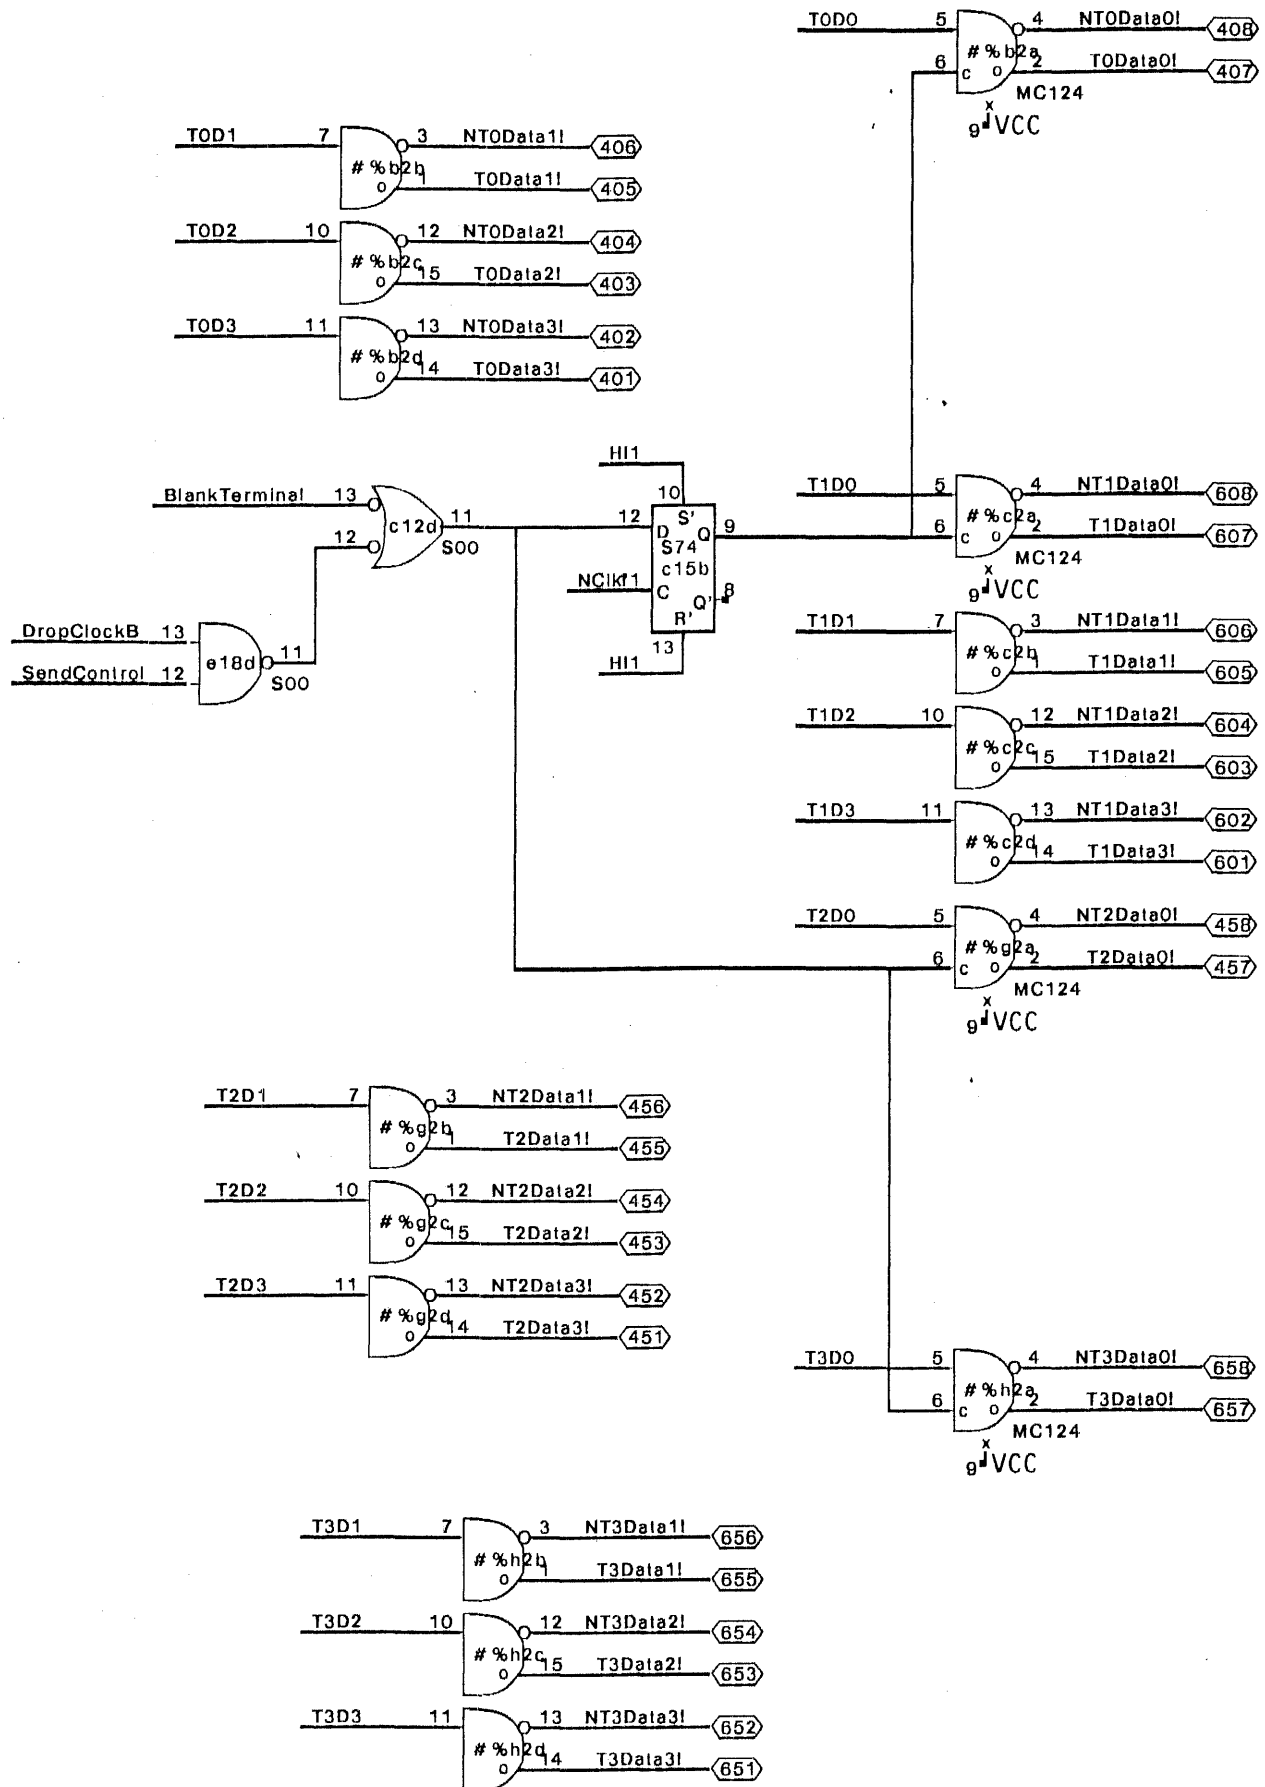 T0D0 5 4 NT0Data0! 408
# %b2a
6 c o 2 T0Data0! 407
MC124
x
9 VCC
T0D1 7 3 NT0Data1! 406
# %b2b
o 1 T0Data1! 405
T0D2 10 12 NT0Data2! 404
# %b2c
o 15 T0Data2! 403
T0D3 11 13 NT0Data3! 402
# %b2d
o 14 T0Data3! 401
HI1
10
BlankTerminal 13
c12d 11
S00
12
12 D S' Q 9
S74
c15b
NClkf1 C Q' 8
R'
13
HI1
DropClockB 13
e18d 11
S00
SendControl 12
T1D0 5 4 NT1Data0! 608
# %c2a
6 c o 2 T1Data0! 607
MC124
x
9 VCC
T1D1 7 3 NT1Data1! 606
# %c2b
o 1 T1Data1! 605
T1D2 10 12 NT1Data2! 604
# %c2c
o 15 T1Data2! 603
T1D3 11 13 NT1Data3! 602
# %c2d
o 14 T1Data3! 601
T2D0 5 4 NT2Data0! 458
# %g2a
6 c o 2 T2Data0! 457
MC124
x
9 VCC
T2D1 7 3 NT2Data1! 456
# %g2b
o 1 T2Data1! 455
T2D2 10 12 NT2Data2! 454
# %g2c
o 15 T2Data2! 453
T2D3 11 13 NT2Data3! 452
# %g2d
o 14 T2Data3! 451
T3D0 5 4 NT3Data0! 658
# %h2a
6 c o 2 T3Data0! 657
MC124
x
9 VCC
T3D1 7 3 NT3Data1! 656
# %h2b
o 1 T3Data1! 655
T3D2 10 12 NT3Data2! 654
# %h2c
o 15 T3Data2! 653
T3D3 11 13 NT3Data3! 652
# %h2d
o 14 T3Data3! 651